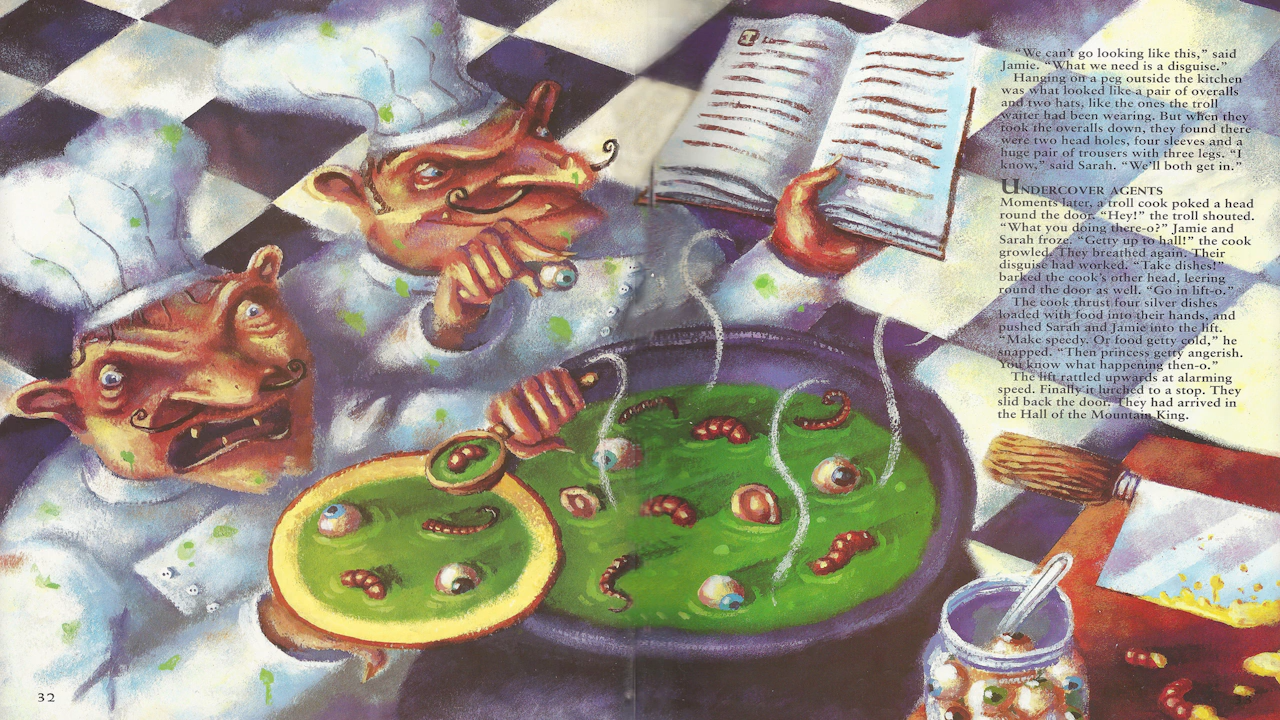 "We can't go looking like this," said
Jamie. "What we need is a disguise."
Hanging on a peg outside the kitchen
was what looked like a pair of overalls
and two hats, like the ones the troll
waiter had been wearing. But when they
took the overalls down, they found there
were two head holes, four sleeves and a
huge pair of trousers with three legs. "I
know," said Sarah. "We'll both get in."
UNDERCOVER AGENTS
Moments later, a troll cook poked a head
round the door. "Hey!" the troll shouted.
"What you doing there-o?" Jamie and
Sarah froze. "Getty up to hall!" the cook
growled. They breathed again. Their
disguise had worked. "Take dishes!"
barked the cook's other head, leering
round the door as well. "Go in lift-o."
The cook thrust four silver dishes
loaded with food into their hands, and
pushed Sarah and Jamie into the lift.
"Make speedy. Or food getty cold," he
snapped. "Then princess getty angerish.
You know what happening then-o."
The lift rattled upwards at alarming
speed. Finally it lurched to a stop. They
slid back the door. They had arrived in
the Hall of the Mountain King.
32